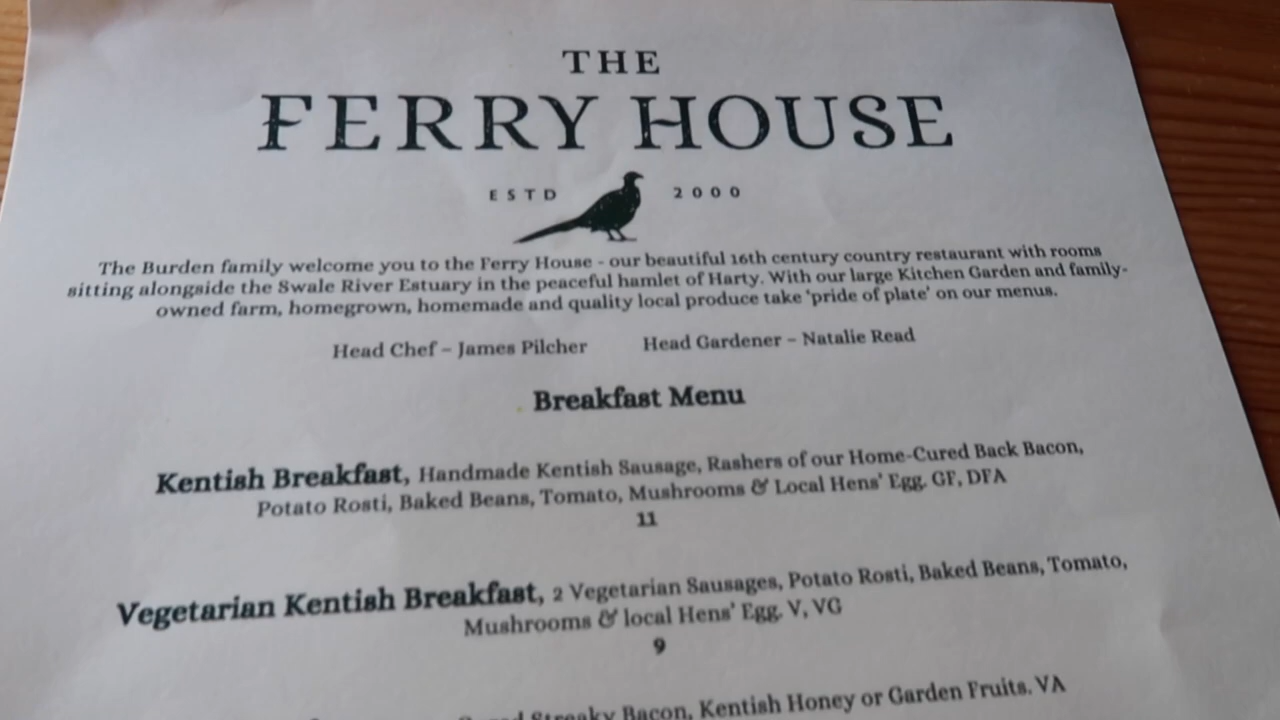 THE
FERRY HOUSE
ESTD 2000
The Burden family welcome you to the Ferry House - our beautiful 16th century country restaurant with rooms
sitting alongside the Swale River Estuary in the peaceful hamlet of Harty. With our large Kitchen Garden and family-
owned farm, homegrown, homemade and quality local produce take 'pride of plate' on our menus.
Head Chef – James Pilcher Head Gardener – Natalie Read
Breakfast Menu
Kentish Breakfast, Handmade Kentish Sausage, Rashers of our Home-Cured Back Bacon,
Potato Rosti, Baked Beans, Tomato, Mushrooms & Local Hens' Egg. GF, DFA
11
Vegetarian Kentish Breakfast, 2 Vegetarian Sausages, Potato Rosti, Baked Beans, Tomato,
Mushrooms & local Hens' Egg. V, VG
9
Streaky Bacon, Kentish Honey or Garden Fruits. VA